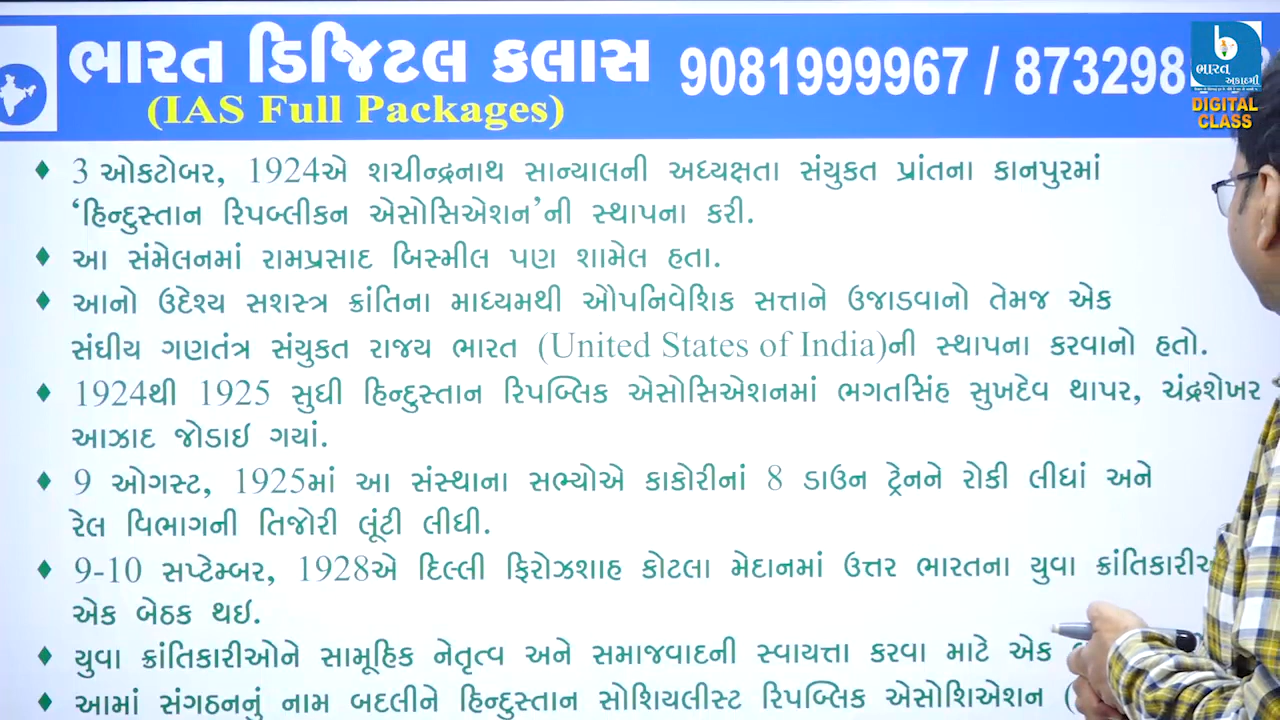 ભારત ડિજિટલ કલાસ
(IAS Full Packages)
9081999967 / 873298
ભારત
અકાદમી
DIGITAL
CLASS
♦ 3 ઓકટોબર, 1924એ શચીન્દ્રનાથ સાન્યાલની અધ્યક્ષતા સંયુકત પ્રાંતના કાનપુરમાં
‘હિન્દુસ્તાન રિપબ્લીકન એસોસિએશન’ની સ્થાપના કરી.
♦ આ સંમેલનમાં રામપ્રસાદ બિસ્મીલ પણ શામેલ હતા.
♦ આનો ઉદેશ્ય સશસ્ત્ર ક્રાંતિના માધ્યમથી ઔપનિવેશિક સત્તાને ઉજાડવાનો તેમજ એક
સંઘીય ગણતંત્ર સંયુકત રાજય ભારત (United States of India)ની સ્થાપના કરવાનો હતો.
♦ 1924થી 1925 સુધી હિન્દુસ્તાન રિપબ્લિક એસોસિએશનમાં ભગતસિંહ સુખદેવ થાપર, ચંદ્રશેખર
આઝાદ જોડાઇ ગયાં.
♦ 9 ઓગસ્ટ, 1925માં આ સંસ્થાના સભ્યોએ કાકોરીનાં 8 ડાઉન ટ્રેનને રોકી લીધાં અને
રેલ વિભાગની તિજોરી લૂંટી લીધી.
♦ 9-10 સપ્ટેમ્બર, 1928એ દિલ્લી ફિરોઝશાહ કોટલા મેદાનમાં ઉત્તર ભારતના યુવા
એક બેઠક થઇ.
♦ યુવા ક્રાંતિકારીઓને સામૂહિક નેતૃત્વ અને સમાજવાદની સ્વાયત્તા કરવા માટે એક
♦ આમાં સંગઠનનું નામ બદલીને હિન્દુસ્તાન સોશિયલીસ્ટ રિપબ્લિક એસોશિએશન (